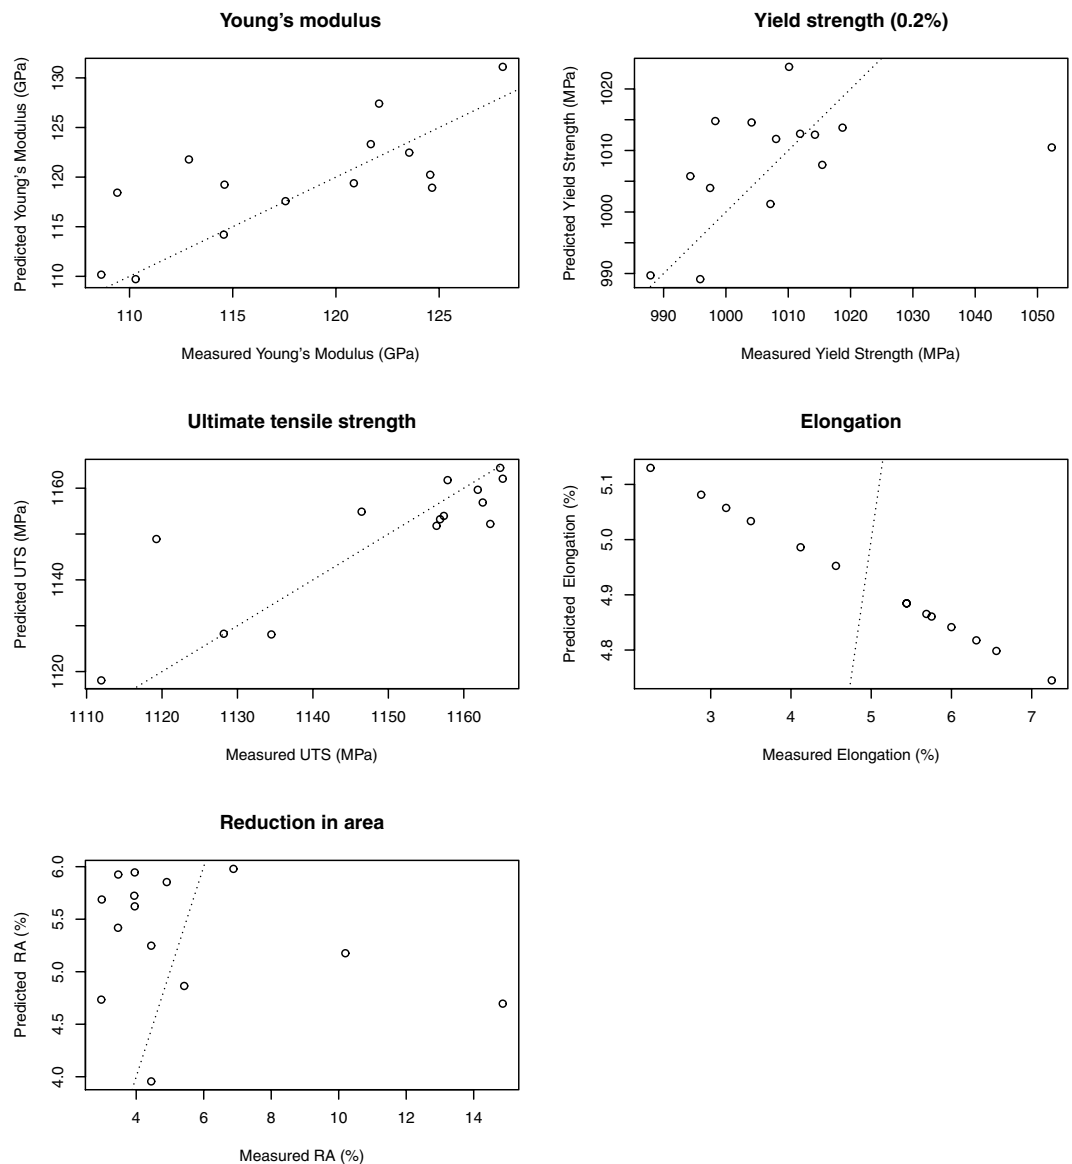 Young's modulus
Predicted Young's Modulus (GPa)
110 115 120 125 130
110 115 120 125
Measured Young's Modulus (GPa)
Yield strength (0.2%)
Predicted Yield Strength (MPa)
990 1000 1010 1020
990 1000 1010 1020 1030 1040 1050
Measured Yield Strength (MPa)
Ultimate tensile strength
Predicted UTS (MPa)
1120 1140 1160
1110 1120 1130 1140 1150 1160
Measured UTS (MPa)
Elongation
Predicted Elongation (%)
4.8 4.9 5.0 5.1
3 4 5 6 7
Measured Elongation (%)
Reduction in area
Predicted RA (%)
4.0 4.5 5.0 5.5 6.0
4 6 8 10 12 14
Measured RA (%)